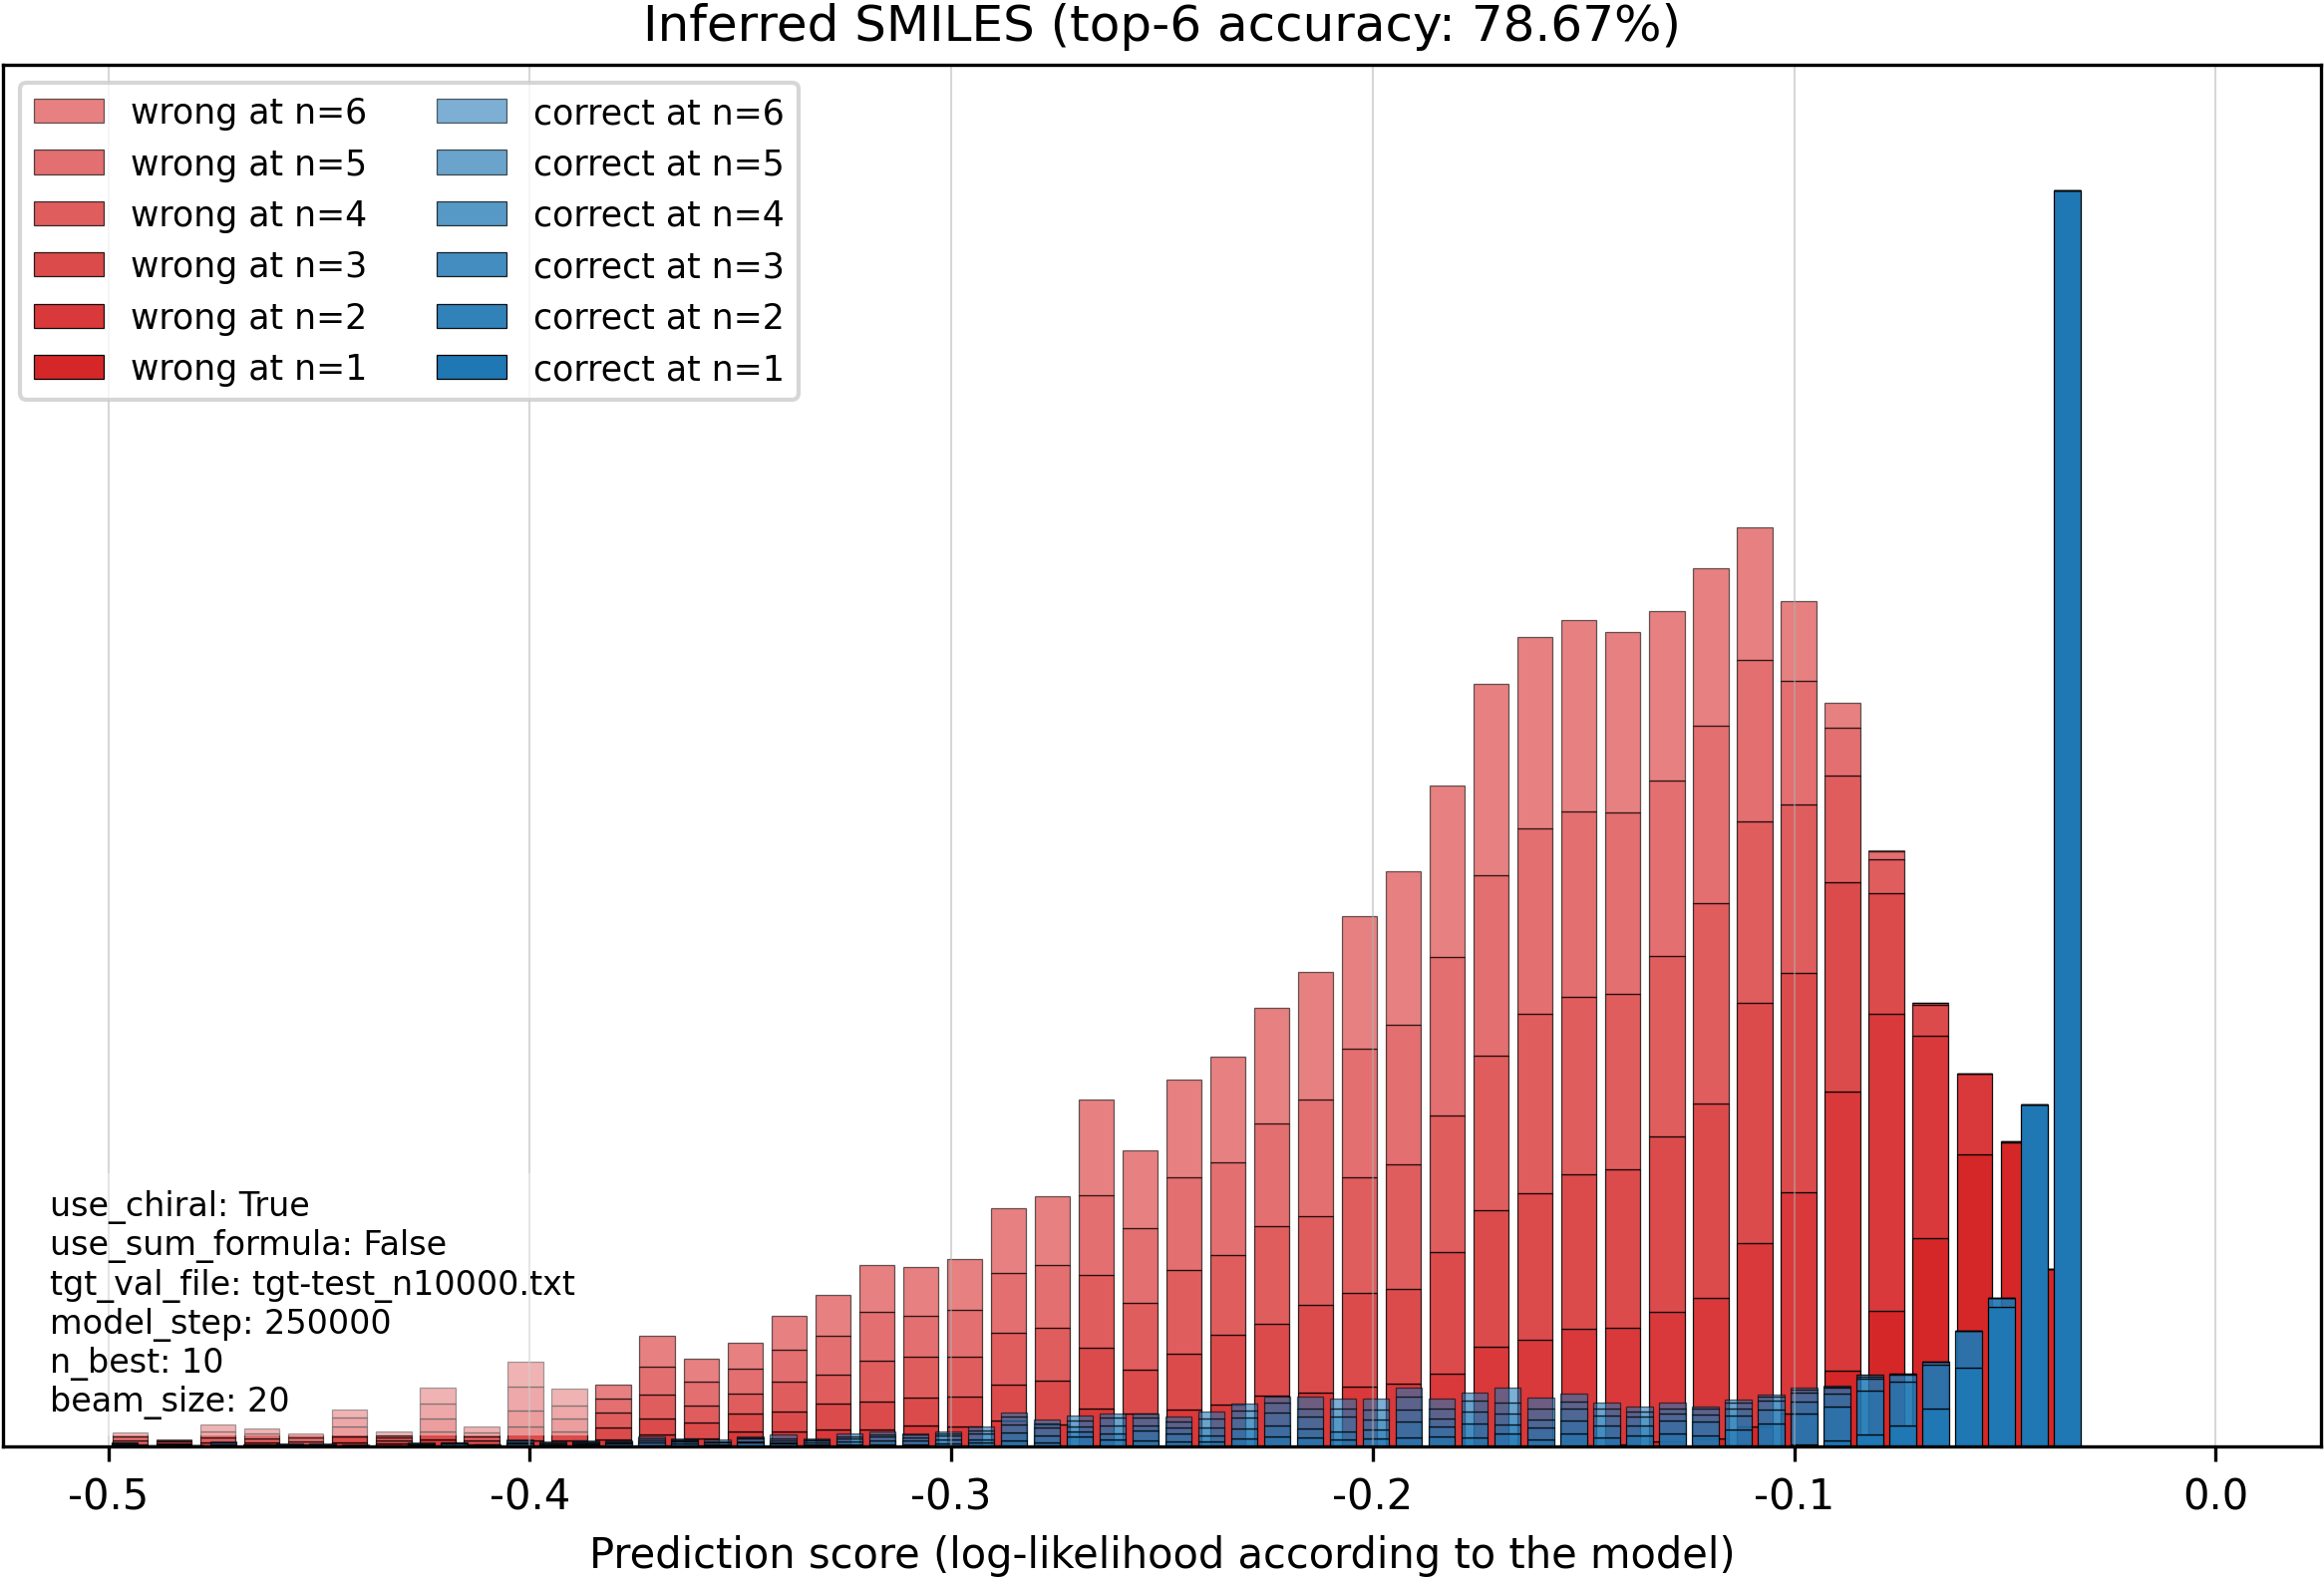 Inferred SMILES (top-6 accuracy: 78.67%)
wrong at n=6
wrong at n=5
wrong at n=4
wrong at n=3
wrong at n=2
wrong at n=1
correct at n=6
correct at n=5
correct at n=4
correct at n=3
correct at n=2
correct at n=1
use_chiral: True
use_sum_formula: False
tgt_val_file: tgt-test_n10000.txt
model_step: 250000
n_best: 10
beam_size: 20
-0.5 -0.4 -0.3 -0.2 -0.1 0.0
Prediction score (log-likelihood according to the model)